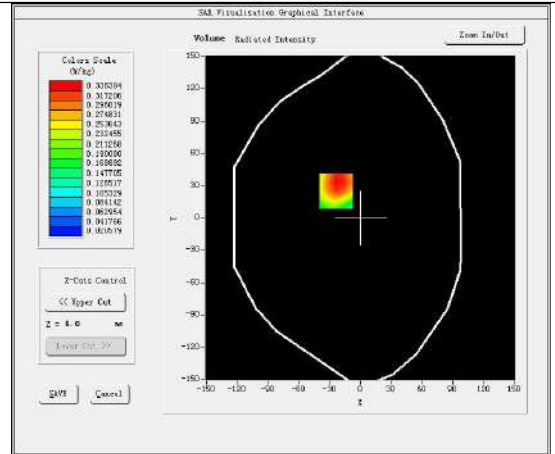 SAR Visualisation Graphical Interface
Volume Radiated Intensity
Zoom In/Out
Colors Scale
(W/kg)
0.338394
0.317206
0.296019
0.274831
0.253643
0.232455
0.211268
0.190080
0.168892
0.147705
0.126517
0.105329
0.084142
0.062954
0.041766
0.020579
150
120
90
60
30
0
-30
-60
-90
-120
-150
Y
-150 -120 -90 -60 -30 0 30 60 90 120 150
X
Z-Cuts Control
<< Upper Cut
Z = 4.0 mm
Lower Cut >>
SAVE
Cancel